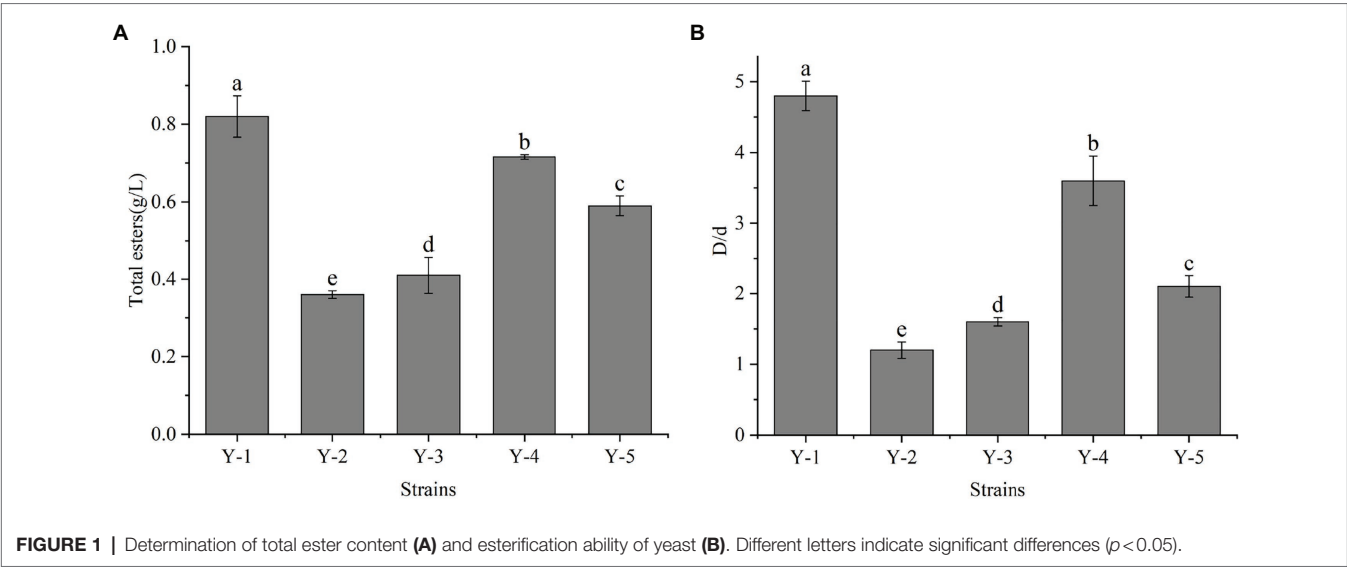 A
1.0
0.8
0.6
0.4
0.2
0.0
Total esters(g/L)
a
e
d
b
c
Y-1 Y-2 Y-3 Y-4 Y-5
Strains
B
5
4
3
2
1
0
D/d
a
e
d
b
c
Y-1 Y-2 Y-3 Y-4 Y-5
Strains
FIGURE 1 | Determination of total ester content (A) and esterification ability of yeast (B). Different letters indicate significant differences (p<0.05).